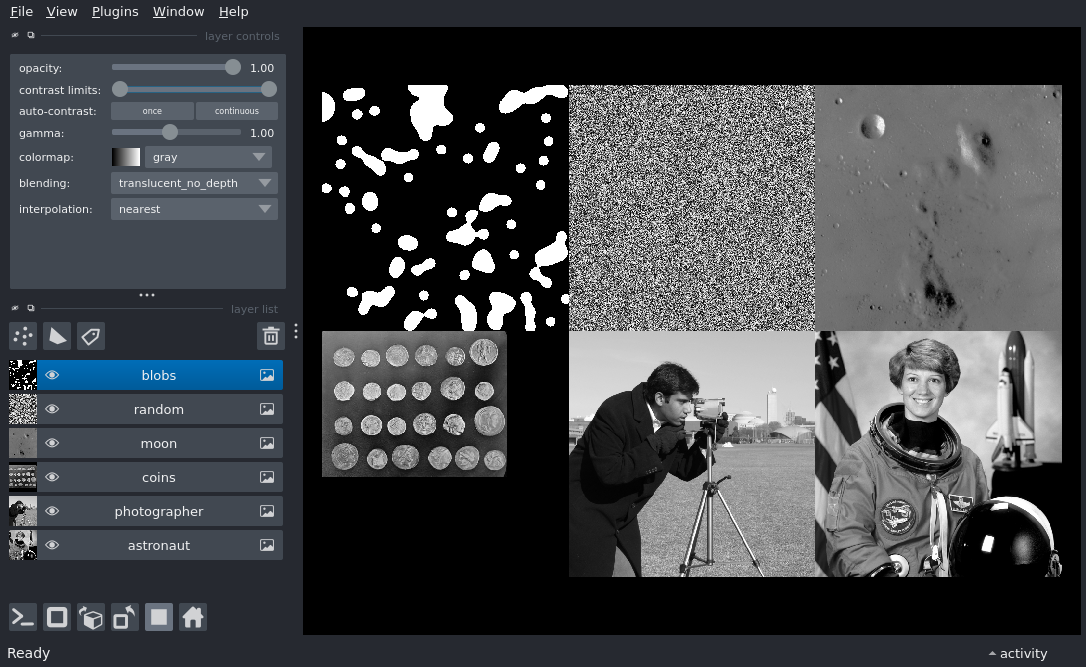 File View Plugins Window Help
layer controls
opacity: 1.00
contrast limits:
auto-contrast: once continuous
gamma: 1.00
colormap: gray
blending: translucent_no_depth
interpolation: nearest
layer list
blobs
random
moon
coins
photographer
astronaut
Ready
activity